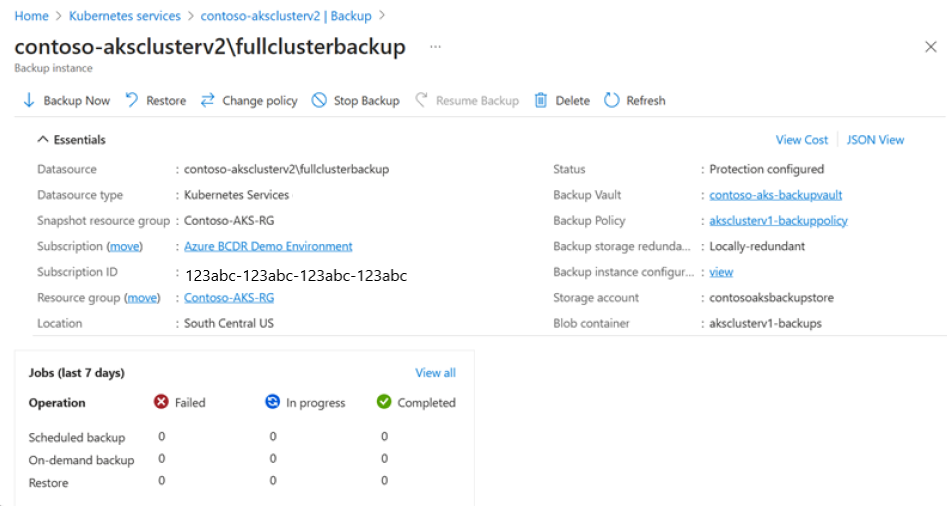 Home > Kubernetes services > contoso-aksclusterv2 | Backup >
contoso-aksclusterv2\fullclusterbackup ...
Backup instance
Backup Now Restore Change policy Stop Backup Resume Backup Delete Refresh
Essentials View Cost JSON View
Datasource : contoso-aksclusterv2\fullclusterbackup Status : Protection configured
Datasource type : Kubernetes Services Backup Vault : contoso-aks-backupvault
Snapshot resource group : Contoso-AKS-RG Backup Policy : aksclusterv1-backuppolicy
Subscription (move) : Azure BCDR Demo Environment Backup storage redunda... : Locally-redundant
Subscription ID : 123abc-123abc-123abc-123abc Backup instance configur... : view
Resource group (move) : Contoso-AKS-RG Storage account : contosoaksbackupstore
Location : South Central US Blob container : aksclusterv1-backups
Jobs (last 7 days) View all
Operation Failed In progress Completed
Scheduled backup 0 0 0
On-demand backup 0 0 0
Restore 0 0 0